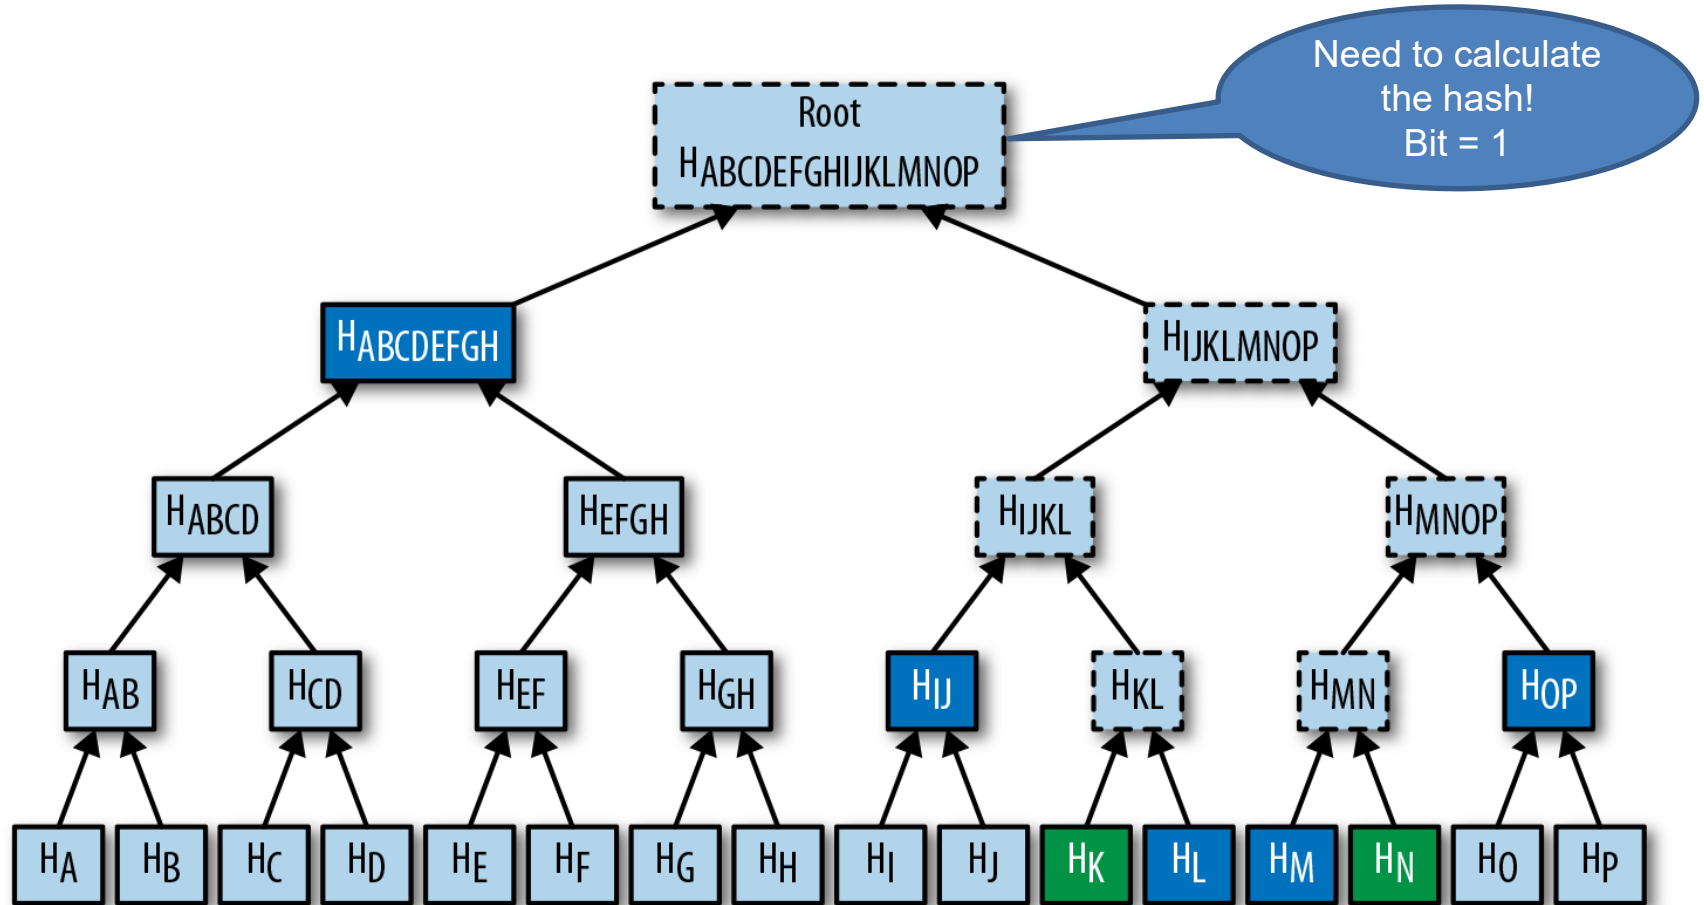 Need to calculate
the hash!
Bit = 1
Root
HABCDEFGHIJKLMNOP
HABCDEFGH
HIJKLMNOP
HABCD
HEFGH
HIJKL
HMNOP
HAB
HCD
HEF
HGH
HIJ
HKL
HMN
HOP
HA
HB
HC
HD
HE
HF
HG
HH
HI
HJ
HK
HL
HM
HN
HO
HP